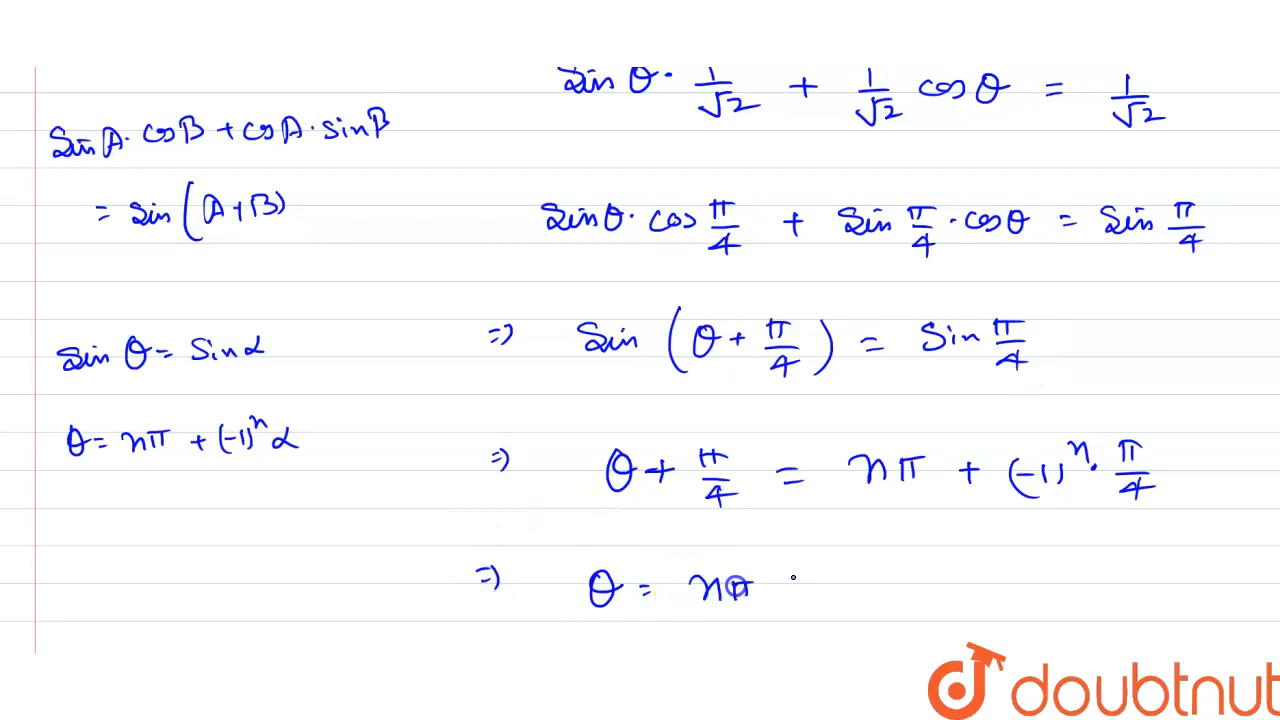 sin θ · 1/√2 + 1/√2 cos θ = 1/√2
sin A · cos B + cos A · sin B
= sin (A+B)
sin θ · cos π/4 + sin π/4 · cos θ = sin π/4
⇒ sin (θ + π/4) = sin π/4
sin θ = sin α
θ = nπ + (-1)ⁿ α
⇒ θ + π/4 = nπ + (-1)ⁿ · π/4
⇒ θ = nπ
doubtnut